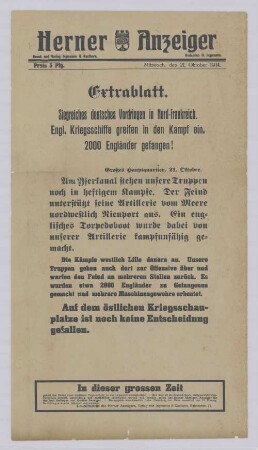 Herner Anzeiger
Druck und Verlag
Preis 5 Pfg.
Mittwoch, den 21. Oktober 1914.
Extrablatt.
Siegreiches deutsches Vordringen in Nord-Frankreich.
Engl. Kriegsschiffe greifen in den Kampf ein.
2000 Engländer gefangen!
Großes Hauptquartier, 21. Oktober.
Am Yserkanal stehen unsere Truppen
noch in heftigem Kampfe. Der Feind
unterstützt seine Artillerie vom Meere
nordwestlich Nieuport aus. Ein eng-
lisches Torpedoboot wurde dabei von
unserer Artillerie kampfunfähig ge-
macht.
Die Kämpfe westlich Lille dauern an. Unsere
Truppen gehen auch dort zur Offensive über und
warfen den Feind an mehreren Stellen zurück. Es
wurden etwa 2000 Engländer zu Gefangenen
gemacht und mehrere Maschinengewehre erbeutet.
Auf dem östlichen Kriegsschau-
platze ist noch keine Entscheidung
gefallen.
In dieser grossen Zeit